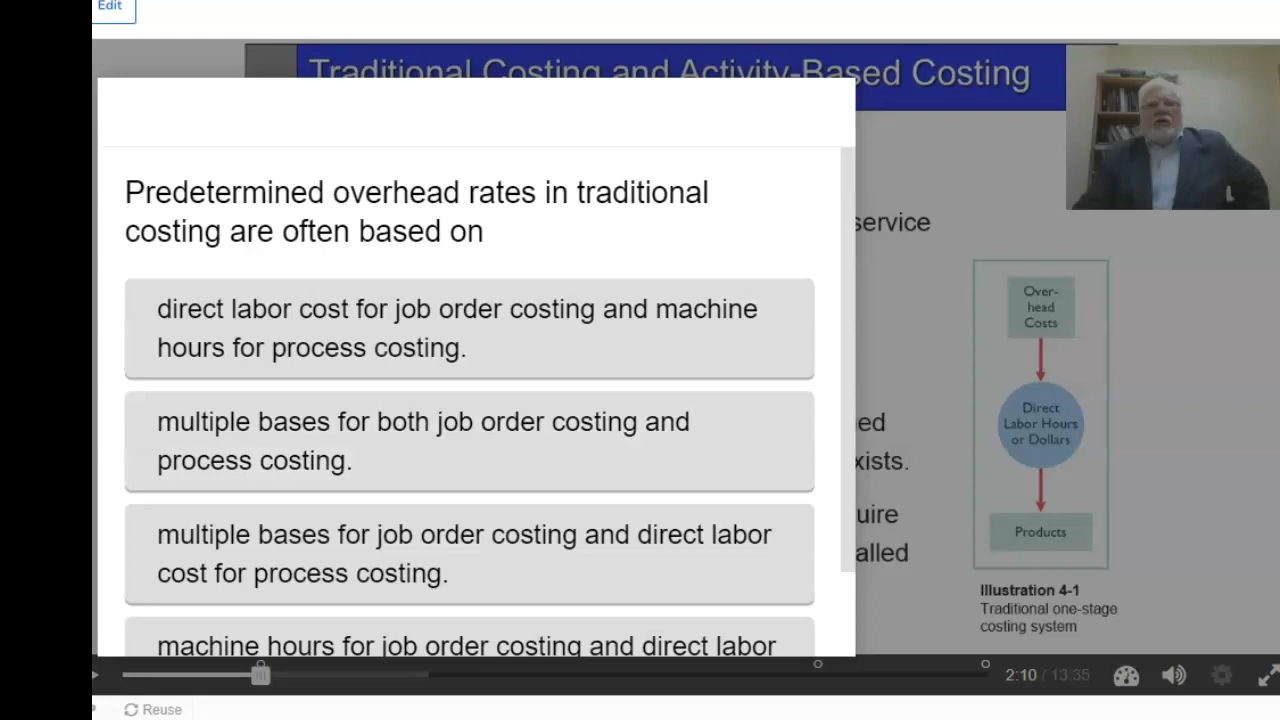 Edit
Traditional Costing and Activity-Based Costing
Predetermined overhead rates in traditional
costing are often based on
service
direct labor cost for job order costing and machine
hours for process costing.
multiple bases for both job order costing and
process costing.
multiple bases for job order costing and direct labor
cost for process costing.
machine hours for job order costing and direct labor
ed
xists.
uire
alled
Over-
head
Costs
Direct
Labor Hours
or Dollars
Products
Illustration 4-1
Traditional one-stage
costing system
2:10 / 13:35
Reuse